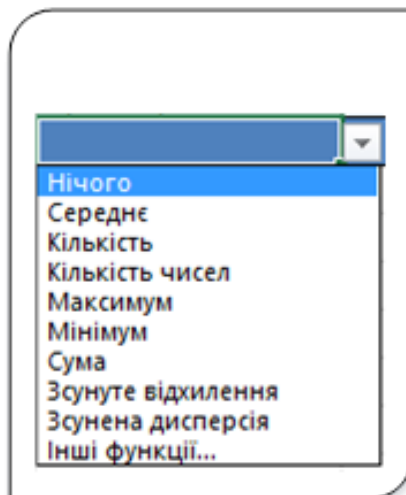 Нічого
Середнє
Кількість
Кількість чисел
Максимум
Мінімум
Сума
Зсунуте відхилення
Зсунена дисперсія
Інші функції...